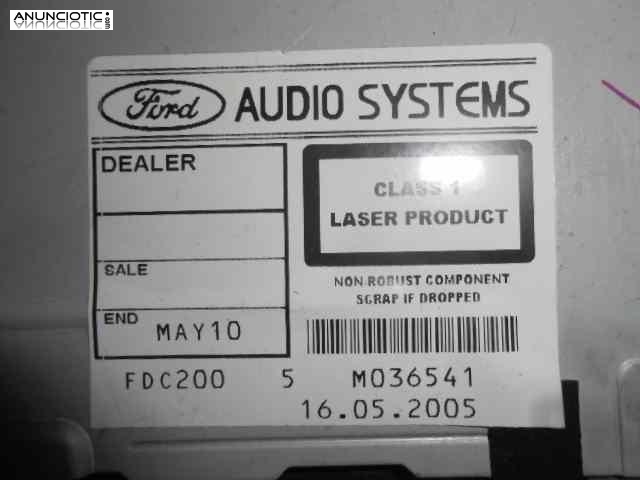 ANUNCIOTIC.es
Ford AUDIO SYSTEMS
DEALER
SALE
END MAY10
CLASS 1
LASER PRODUCT
NON-ROBUST COMPONENT
SCRAP IF DROPPED
FDC200 5 M036541
16.05.2005